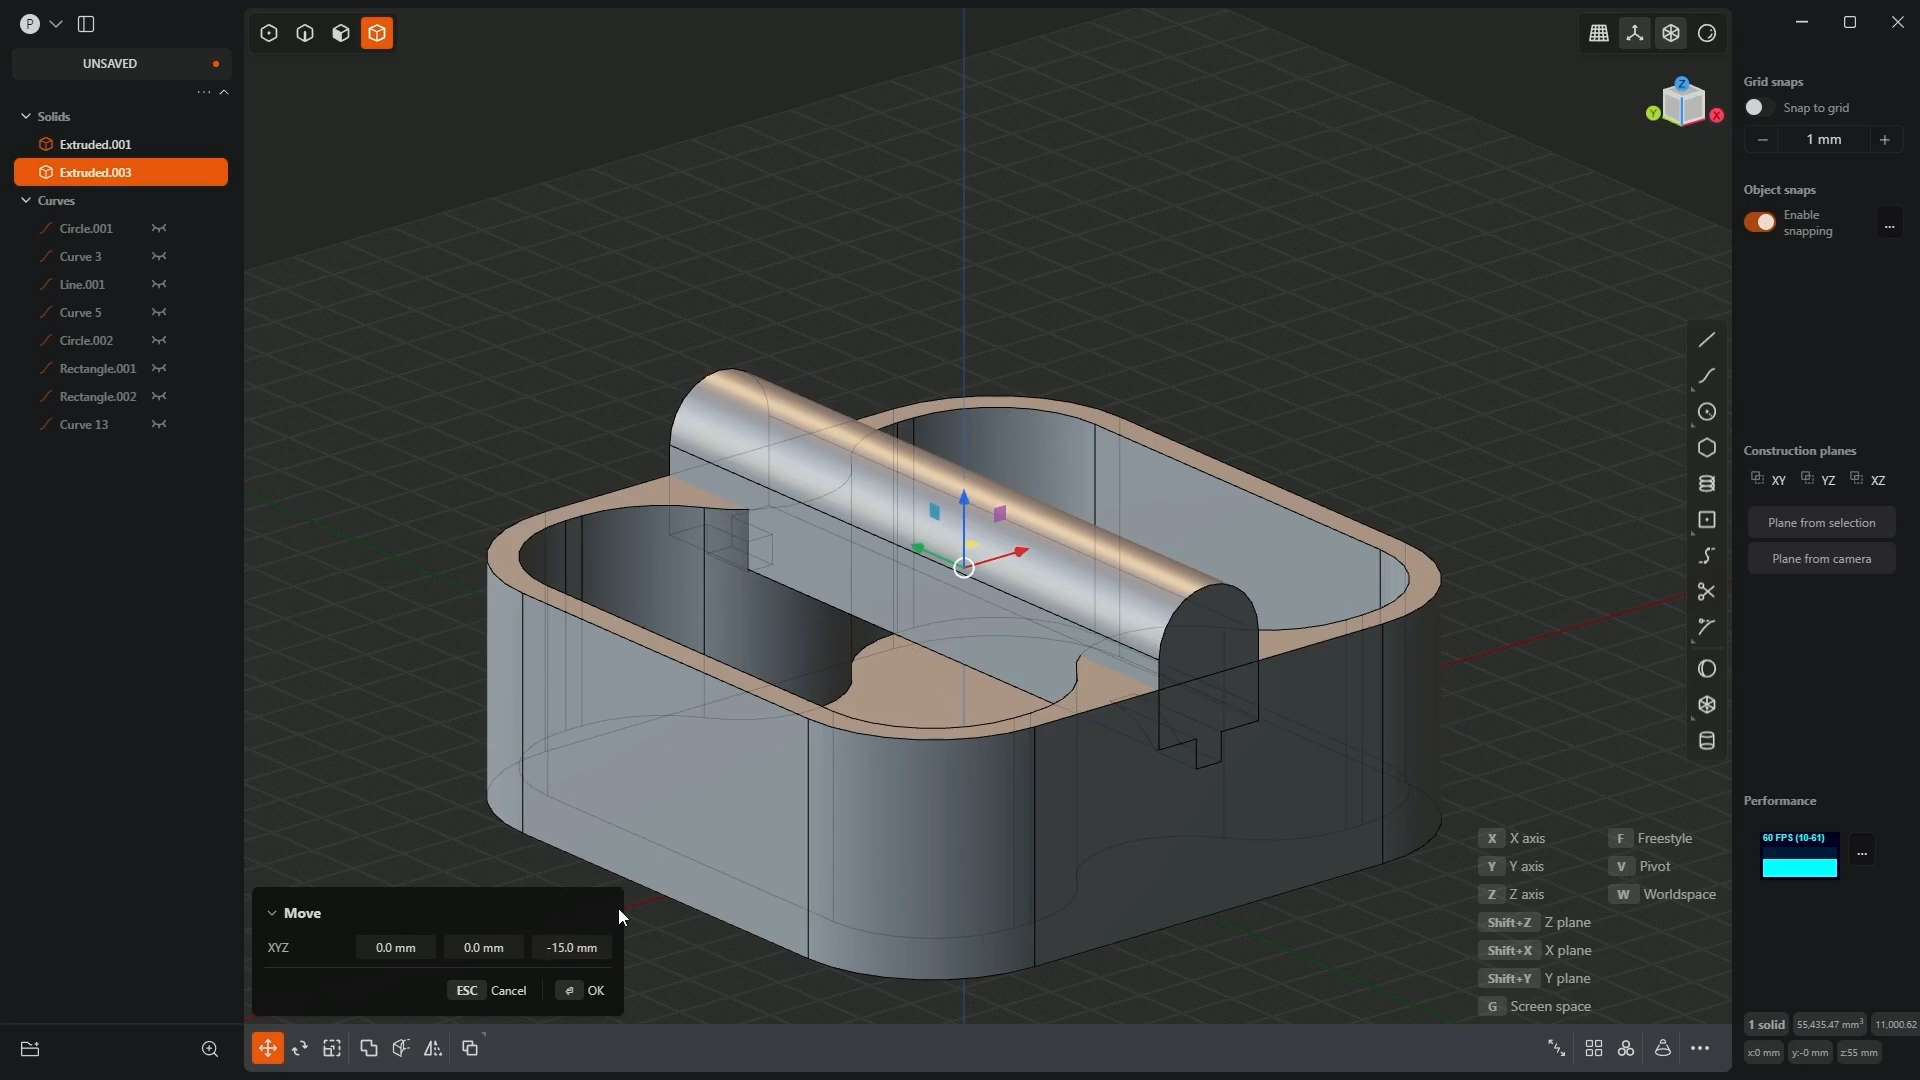 P
UNSAVED
Solids
Extruded.001
Extruded.003
Curves
Circle.001
Curve 3
Line.001
Curve 5
Circle.002
Rectangle.001
Rectangle.002
Curve 13
Z
Y
X
Grid snaps
Snap to grid
1 mm
Object snaps
Enable
snapping
Construction planes
XY YZ XZ
Plane from selection
Plane from camera
Performance
60 FPS (10-61)
X X axis F Freestyle
Y Y axis V Pivot
Z Z axis W Worldspace
Shift+Z Z plane
Shift+X X plane
Shift+Y Y plane
G Screen space
Move
XYZ 0.0 mm 0.0 mm -15.0 mm
ESC Cancel OK
1 solid 55,435.47 mm³ 11,000.62
x:0 mm y:-0 mm z:55 mm